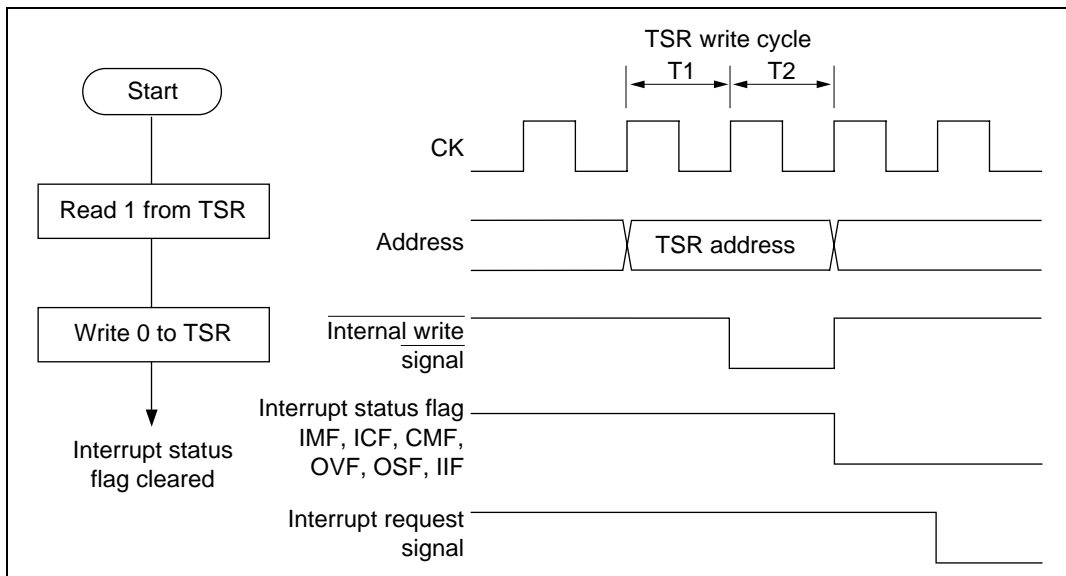 Start
Read 1 from TSR
Write 0 to TSR
Interrupt status
flag cleared
TSR write cycle
T1
T2
CK
Address
TSR address
Internal write
signal
Interrupt status flag
IMF, ICF, CMF,
OVF, OSF, IIF
Interrupt request
signal